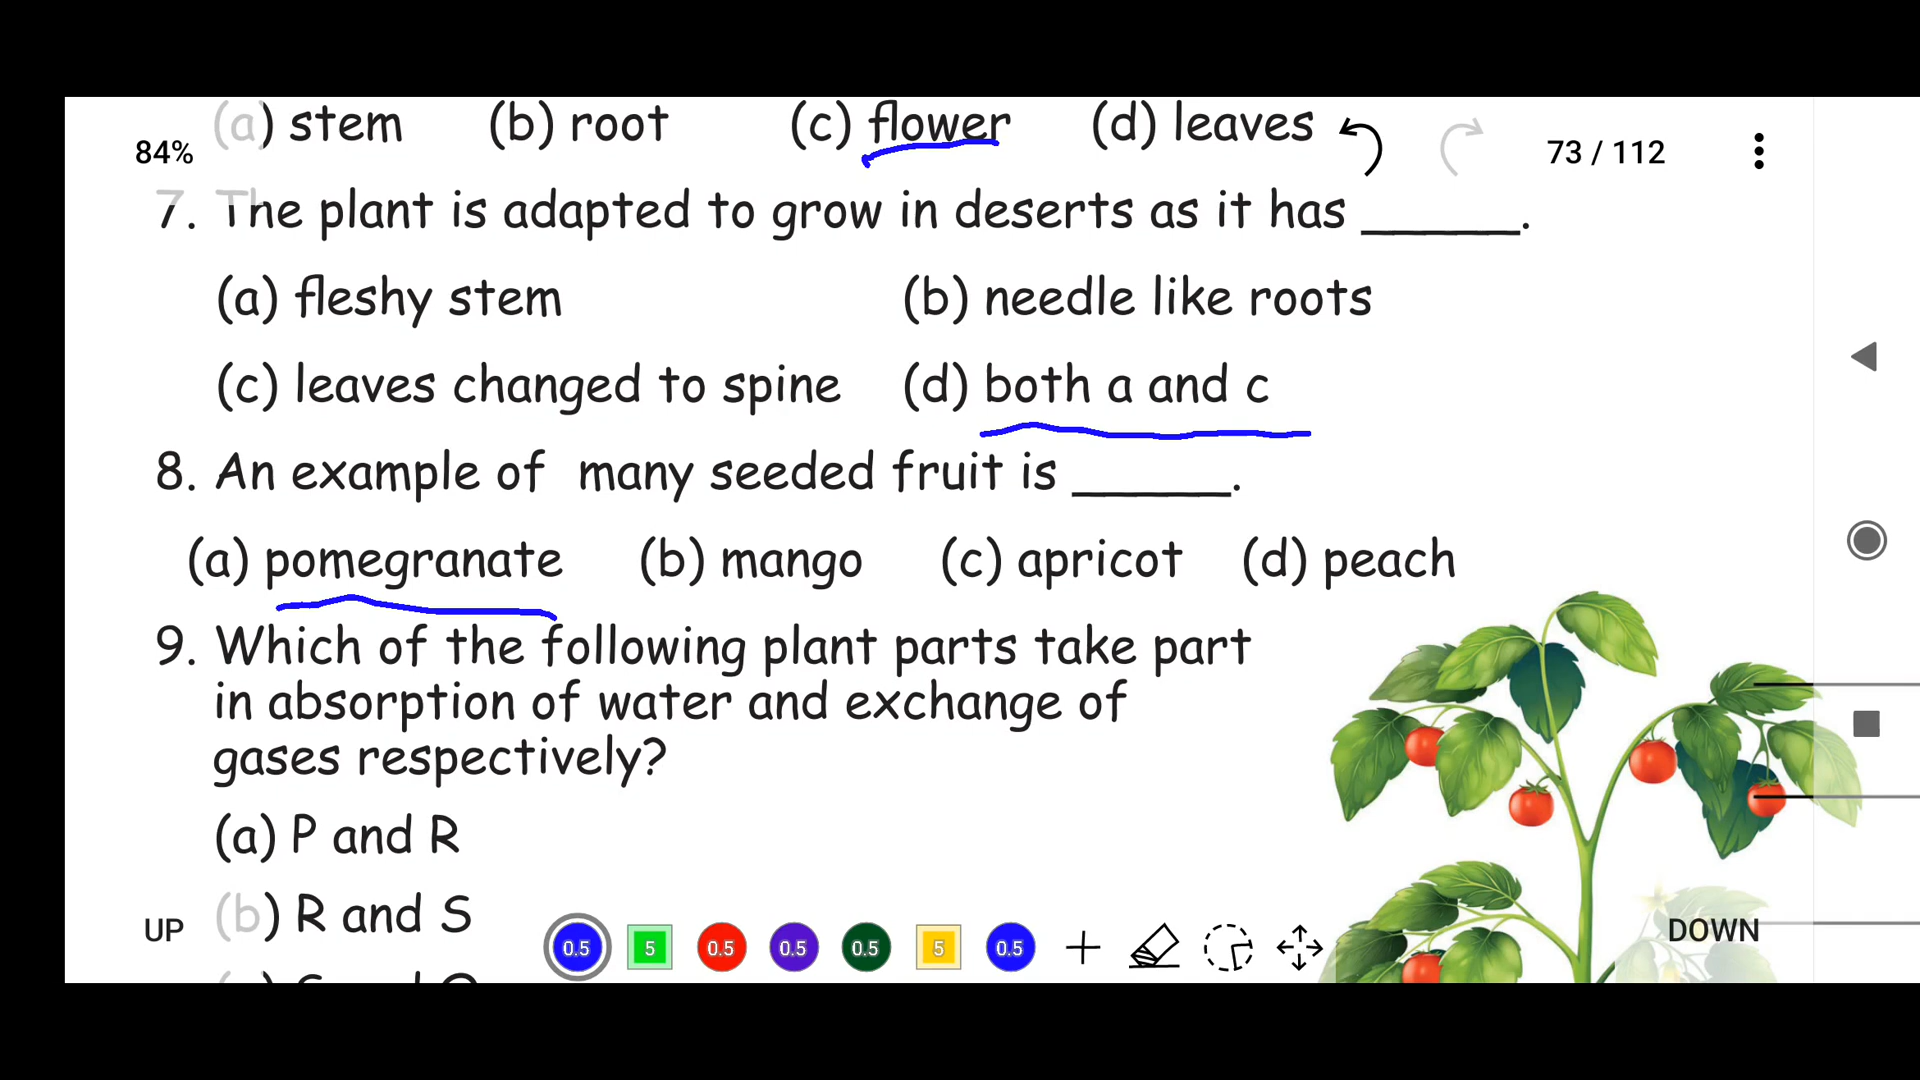 (a) stem (b) root (c) flower (d) leaves
84% 73 / 112
7. The plant is adapted to grow in deserts as it has ______.
(a) fleshy stem (b) needle like roots
(c) leaves changed to spine (d) both a and c
8. An example of many seeded fruit is ______.
(a) pomegranate (b) mango (c) apricot (d) peach
9. Which of the following plant parts take part
in absorption of water and exchange of
gases respectively?
(a) P and R
(b) R and S
UP 0.5 5 0.5 0.5 0.5 5 0.5 DOWN